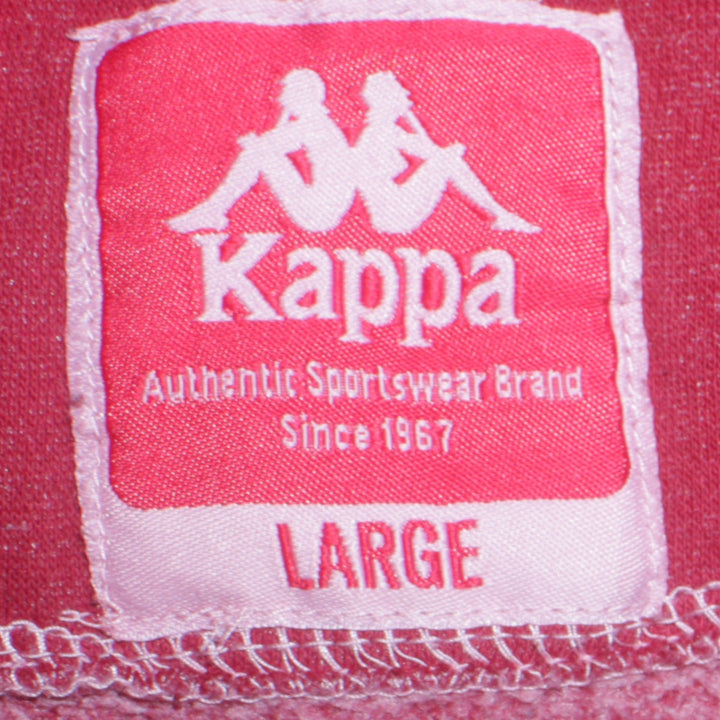 Kappa
Authentic Sportswear Brand
Since 1967
LARGE